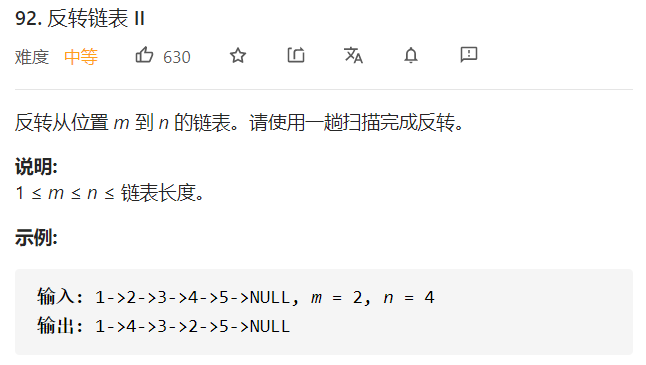 92. 反转链表 II
难度 中等 630
反转从位置 m 到 n 的链表。请使用一趟扫描完成反转。
说明:
1 ≤ m ≤ n ≤ 链表长度。
示例:
输入: 1->2->3->4->5->NULL, m = 2, n = 4
输出: 1->4->3->2->5->NULL